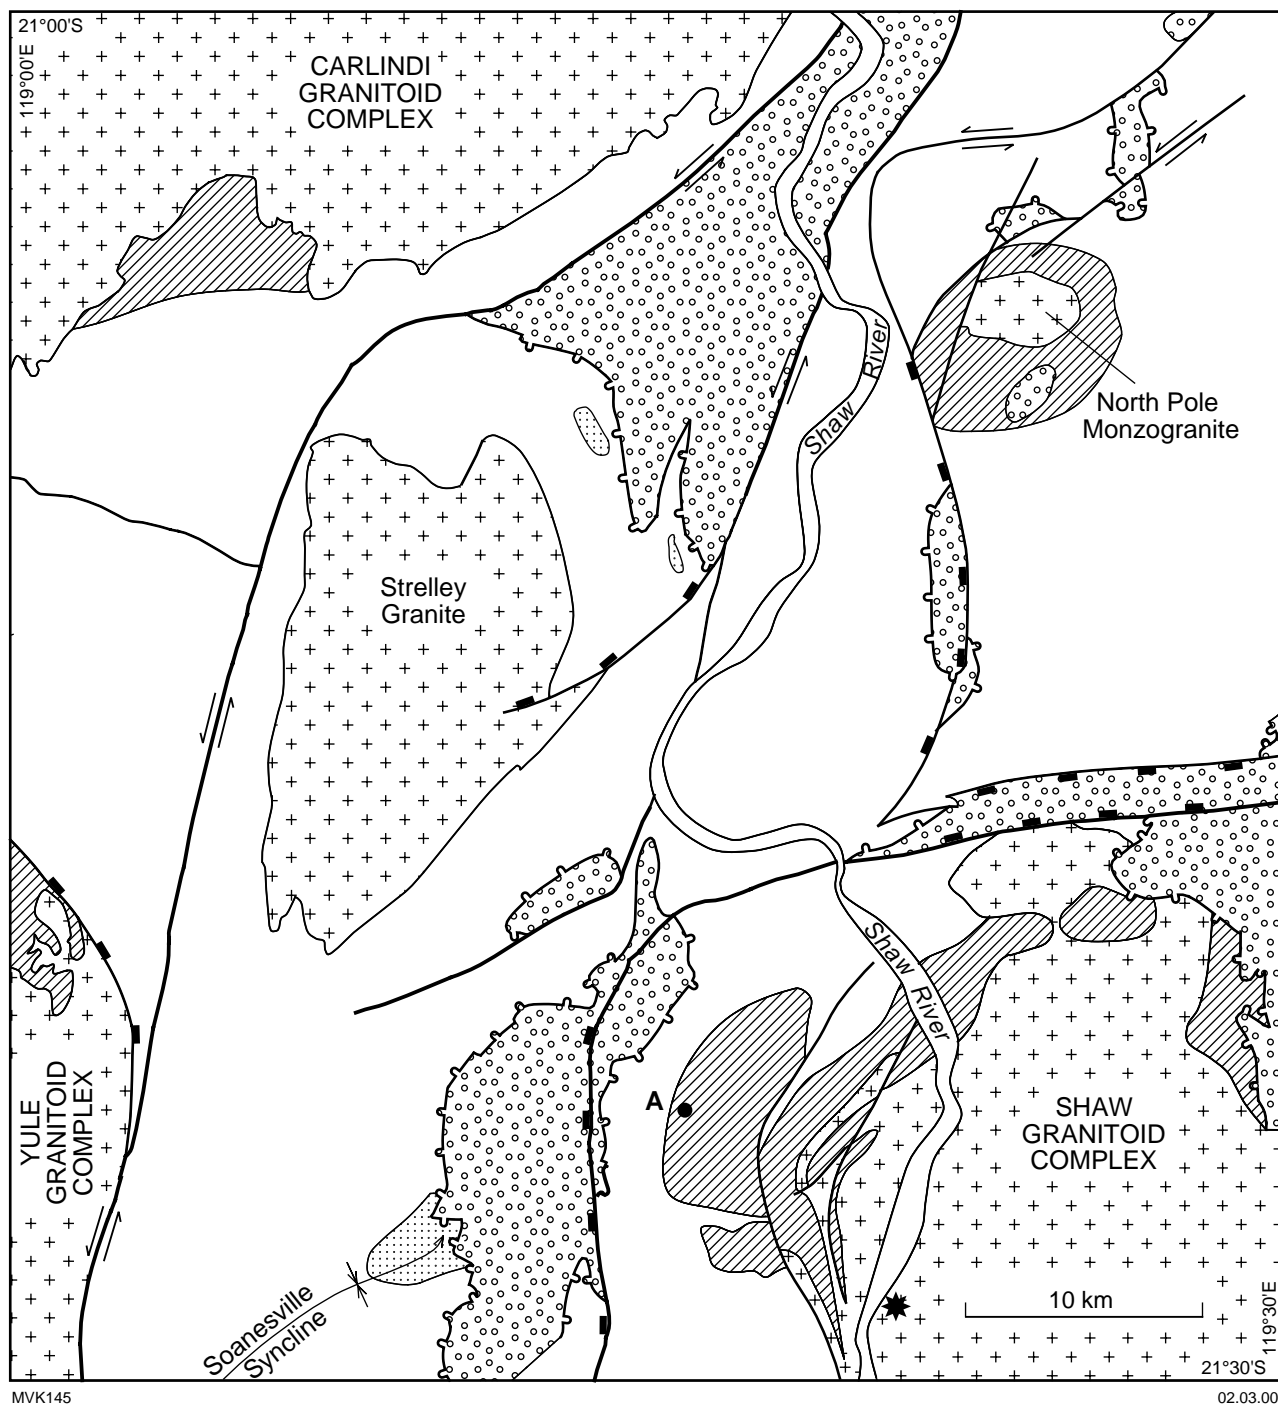 21°00'S
119°00'E
CARLINDI
GRANITOID
COMPLEX
River
Shaw
North Pole
Monzogranite
Strelley
Granite
Shaw River
YULE
GRANITOID
COMPLEX
A
SHAW
GRANITOID
COMPLEX
Soanesville
Syncline
10 km
119°30'E
21°30'S
MVK145
02.03.00